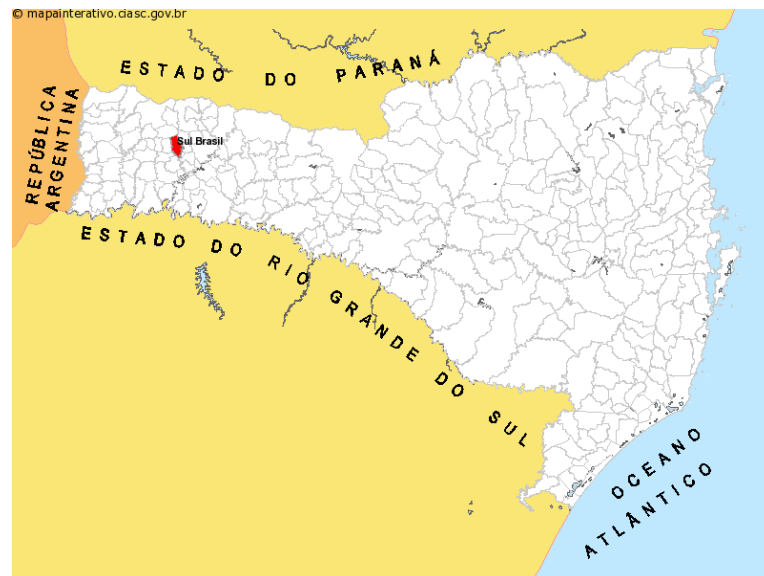 © mapainterativo.ciasc.gov.br
ESTADO DO PARANÁ
REPÚBLICA
ARGENTINA
Sul Brasil
ESTADO DO RIO GRANDE DO SUL
OCEANO
ATLÂNTICO